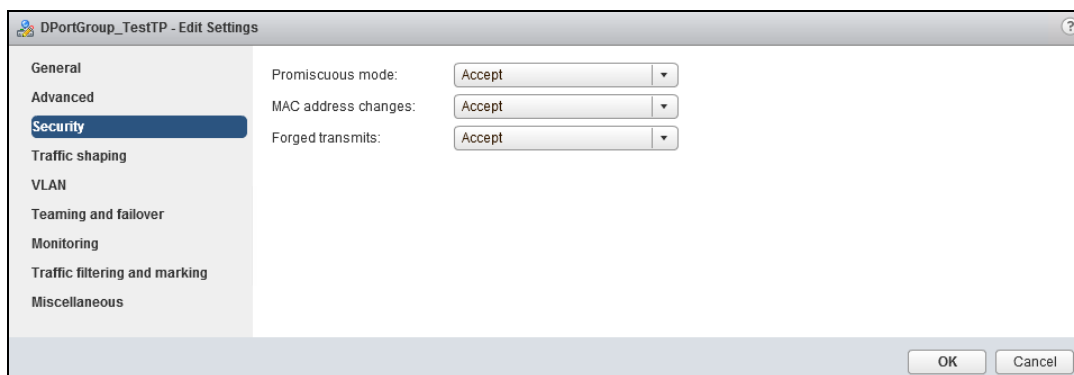 DPortGroup_TestTP - Edit Settings
?
General
Advanced
Security
Traffic shaping
VLAN
Teaming and failover
Monitoring
Traffic filtering and marking
Miscellaneous
Promiscuous mode: Accept
MAC address changes: Accept
Forged transmits: Accept
OK Cancel